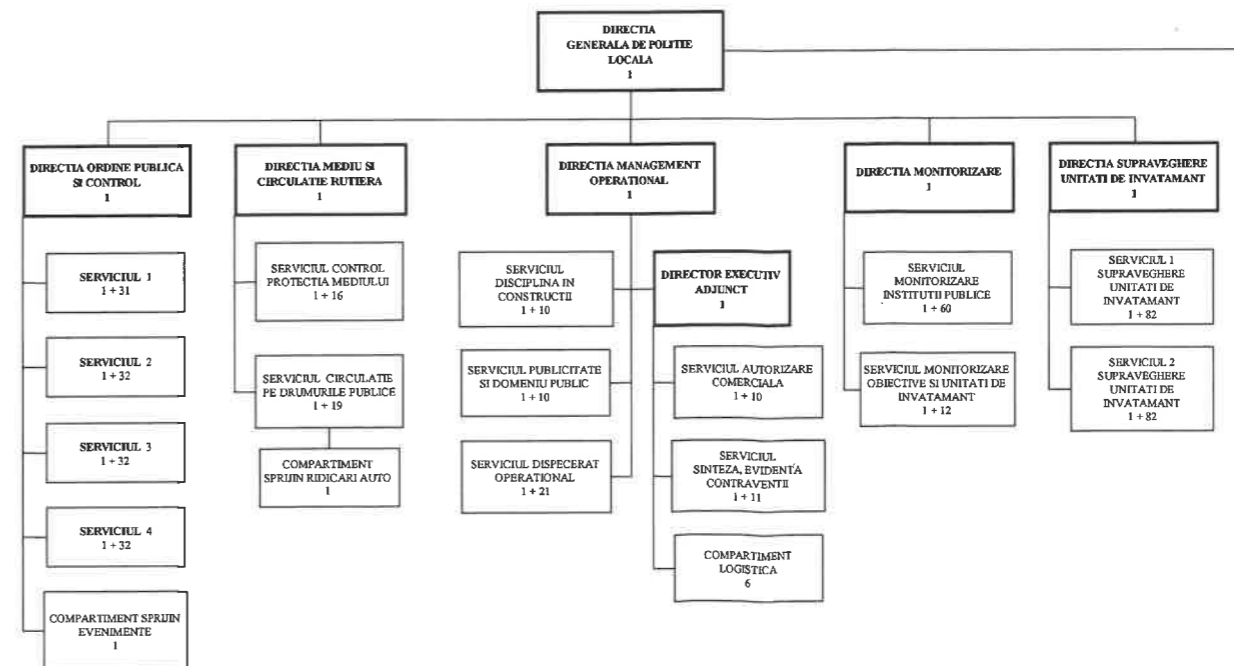 DIRECTIA
GENERALA DE POLITIE
LOCALA
1
DIRECTIA ORDINE PUBLICA
SI CONTROL
1
SERVICIUL 1
1 + 31
SERVICIUL 2
1 + 32
SERVICIUL 3
1 + 32
SERVICIUL 4
1 + 32
COMPARTIMENT SPRIJIN
EVENIMENTE
1
DIRECTIA MEDIU SI
CIRCULATIE RUTIERA
1
SERVICIUL CONTROL
PROTECTIA MEDIULUI
1 + 16
SERVICIUL CIRCULATIE
PE DRUMURILE PUBLICE
1 + 19
COMPARTIMENT
SPRIJIN RIDICARI AUTO
1
DIRECTIA MANAGEMENT
OPERATIONAL
1
SERVICIUL
DISCIPLINA IN
CONSTRUCTII
1 + 10
SERVICIUL PUBLICITATE
SI DOMENIU PUBLIC
1 + 10
SERVICIUL DISPECERAT
OPERATIONAL
1 + 21
DIRECTOR EXECUTIV
ADJUNCT
1
SERVICIUL AUTORIZARE
COMERCIALA
1 + 10
SERVICIUL
SINTEZA, EVIDENTA
CONTRAVENTII
1 + 11
COMPARTIMENT
LOGISTICA
6
DIRECTIA MONITORIZARE
1
SERVICIUL
MONITORIZARE
INSTITUTII PUBLICE
1 + 60
SERVICIUL MONITORIZARE
OBIECTIVE SI UNITATI DE
INVATAMANT
1 + 12
DIRECTIA SUPRAVEGHERE
UNITATI DE INVATAMANT
1
SERVICIUL 1
SUPRAVEGHERE
UNITATI DE
INVATAMANT
1 + 82
SERVICIUL 2
SUPRAVEGHERE
UNITATI DE
INVATAMANT
1 + 82